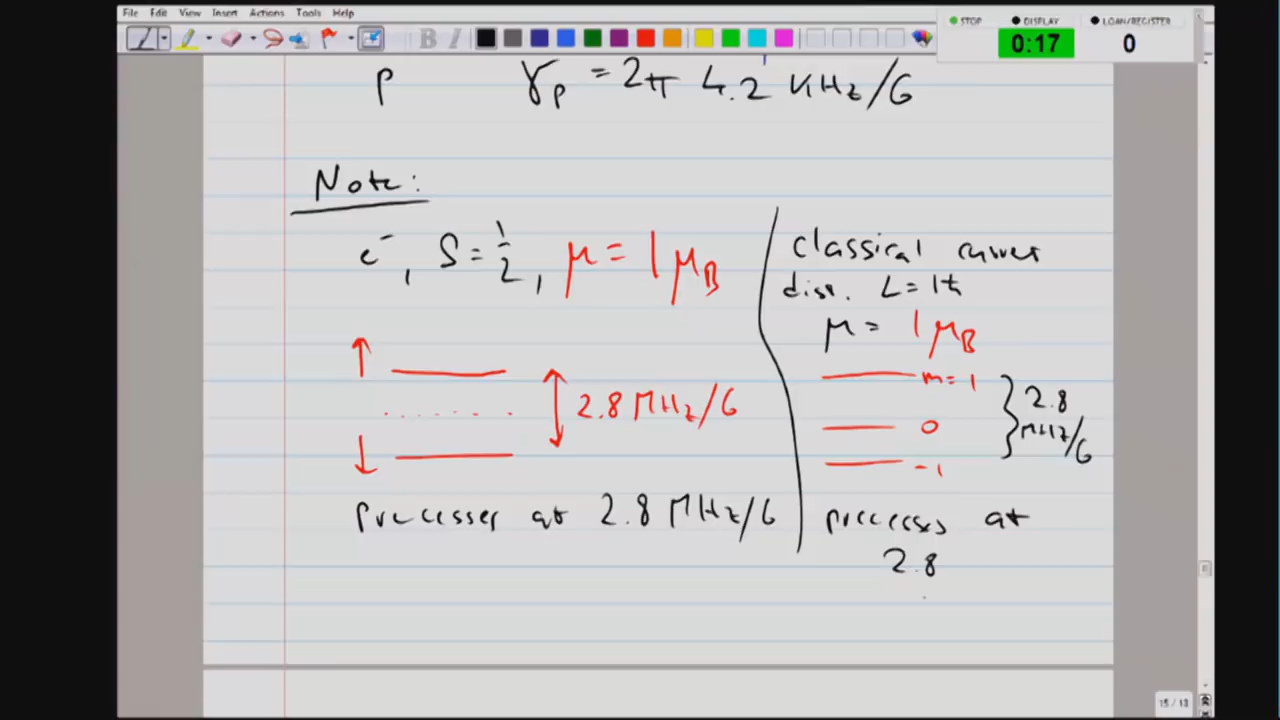 File Edit View Insert Actions Tools Help
STOP DISPLAY LOAN/REGISTER
0:17 0
B I
p γp = 2π 4.2 kHz/G
Note:
e⁻, S = 1/2, μ = 1 μB
2.8 MHz/G
precesses at 2.8 MHz/G
classical current
distr. L = 1ħ
μ = 1 μB
m = 1
0
-1
2.8
MHz/G
precesses at
2.8
15 / 18